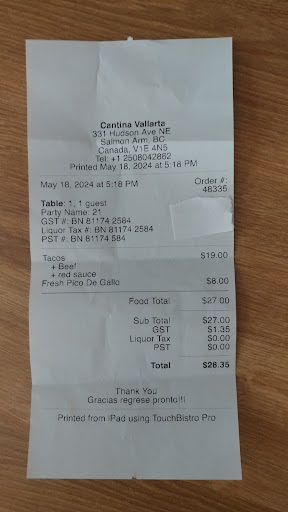 Cantina Vallarta
331 Hudson Ave NE
Salmon Arm, BC
Canada, V1E 4N5
Tel: +1 2508042862
Printed May 18, 2024 at 5:18 PM
May 18, 2024 at 5:18 PM Order #:
48335
Table: 1, 1 guest
Party Name: 21
GST #: BN 81174 2584
Liquor Tax #: BN 81174 2584
PST #: BN 81174 584
Tacos $19.00
+ Beef
+ red sauce
Fresh Pico De Gallo $8.00
Food Total $27.00
Sub Total $27.00
GST $1.35
Liquor Tax $0.00
PST $0.00
Total $28.35
Thank You
Gracias regrese pronto!!!
Printed from iPad using TouchBistro Pro